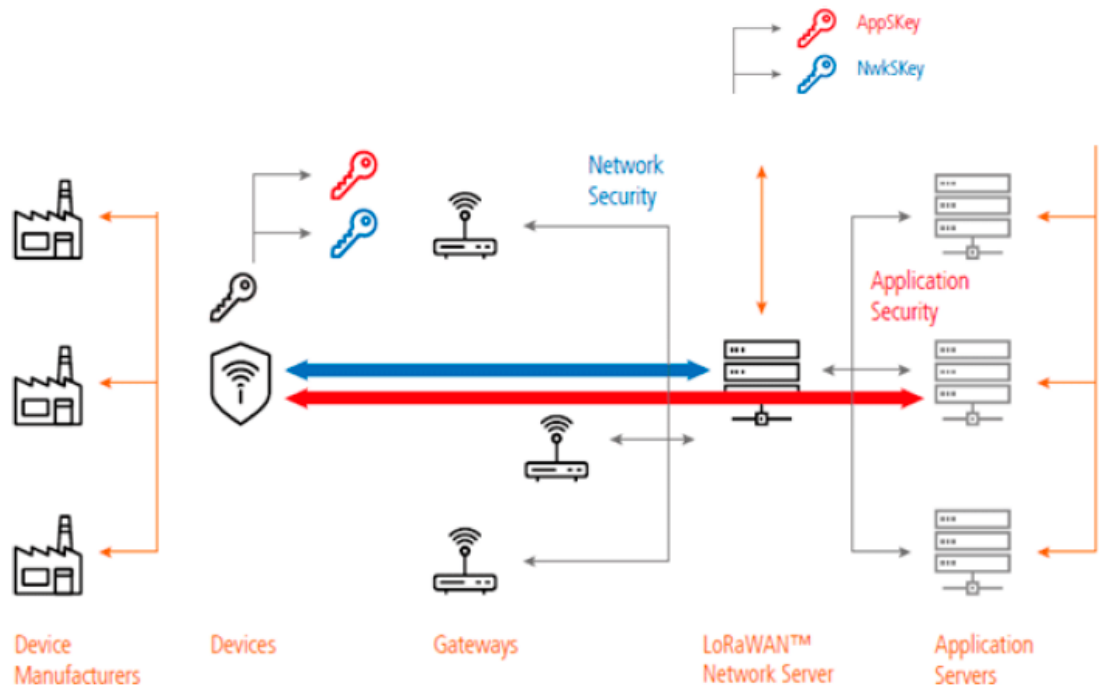 AppSKey
NwkSKey
Network
Security
Application
Security
Device
Manufacturers
Devices
Gateways
LoRaWAN™
Network Server
Application
Servers